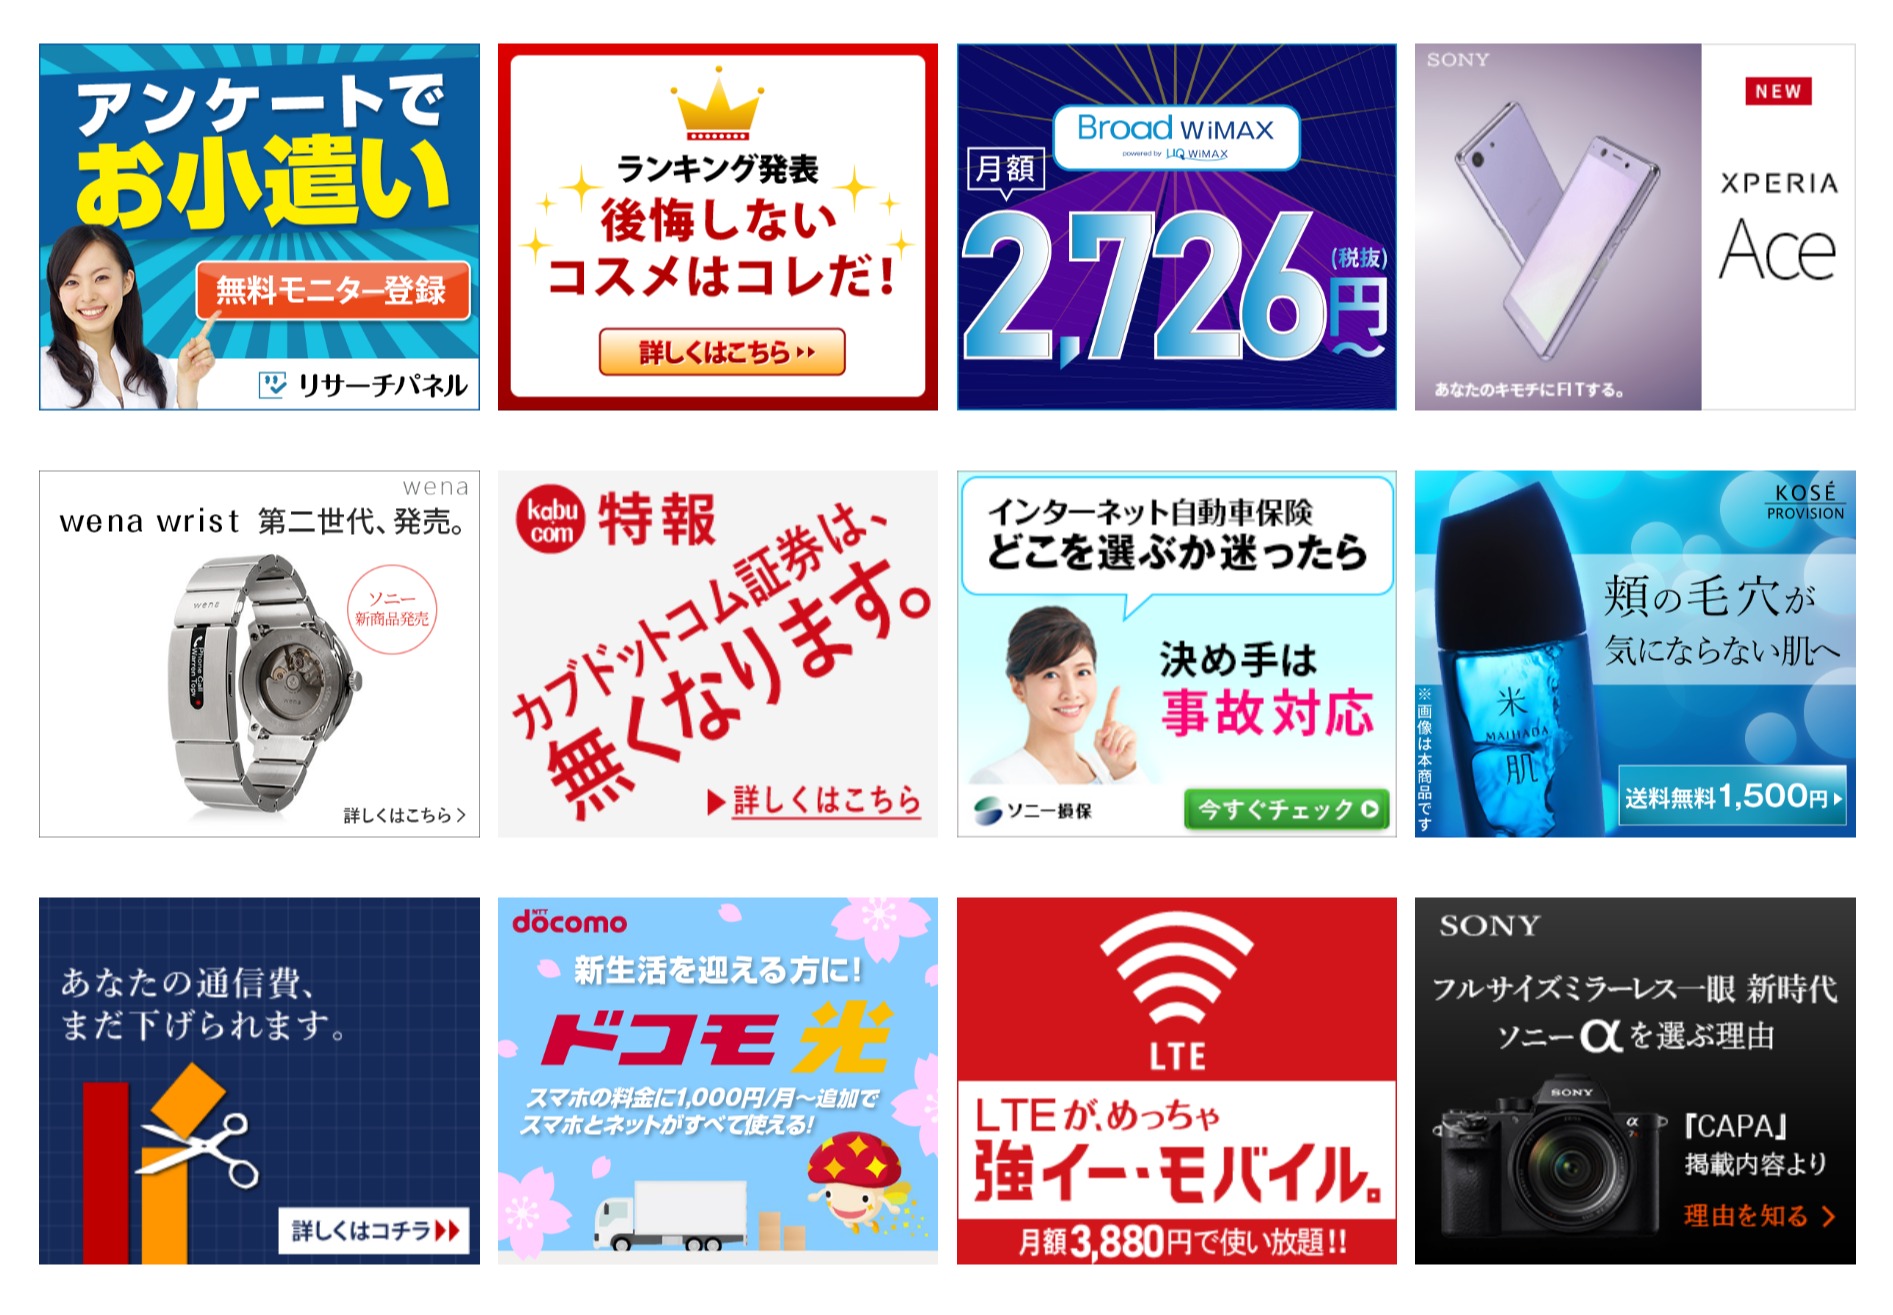 アンケートで
お小遣い
無料モニター登録
リサーチパネル
ランキング発表
後悔しない
コスメはコレだ!
詳しくはこちら
Broad WiMAX
powered by UQ WiMAX
月額
2,726円～
(税抜)
SONY
NEW
XPERIA
Ace
あなたのキモチにFITする。
wena
wena wrist 第二世代、発売。
ソニー
新商品発売
wena
Phone Call
詳しくはこちら
kabu
.com
特報
カブドットコム証券は、
無くなります。
詳しくはこちら
インターネット自動車保険
どこを選ぶか迷ったら
決め手は
事故対応
ソニー損保
今すぐチェック
KOSÉ
PROVISION
頬の毛穴が
気にならない肌へ
米
MAIHADA
肌
※画像は本商品です
送料無料1,500円
あなたの通信費、
まだ下げられます。
詳しくはコチラ
NTT
docomo
新生活を迎える方に!
ドコモ光
スマホの料金に1,000円/月～追加で
スマホとネットがすべて使える!
LTE
LTEが、めっちゃ
強イー・モバイル。
月額3,880円で使い放題!!
SONY
フルサイズミラーレス一眼 新時代
ソニーαを選ぶ理由
SONY
α
『CAPA』
掲載内容より
理由を知る